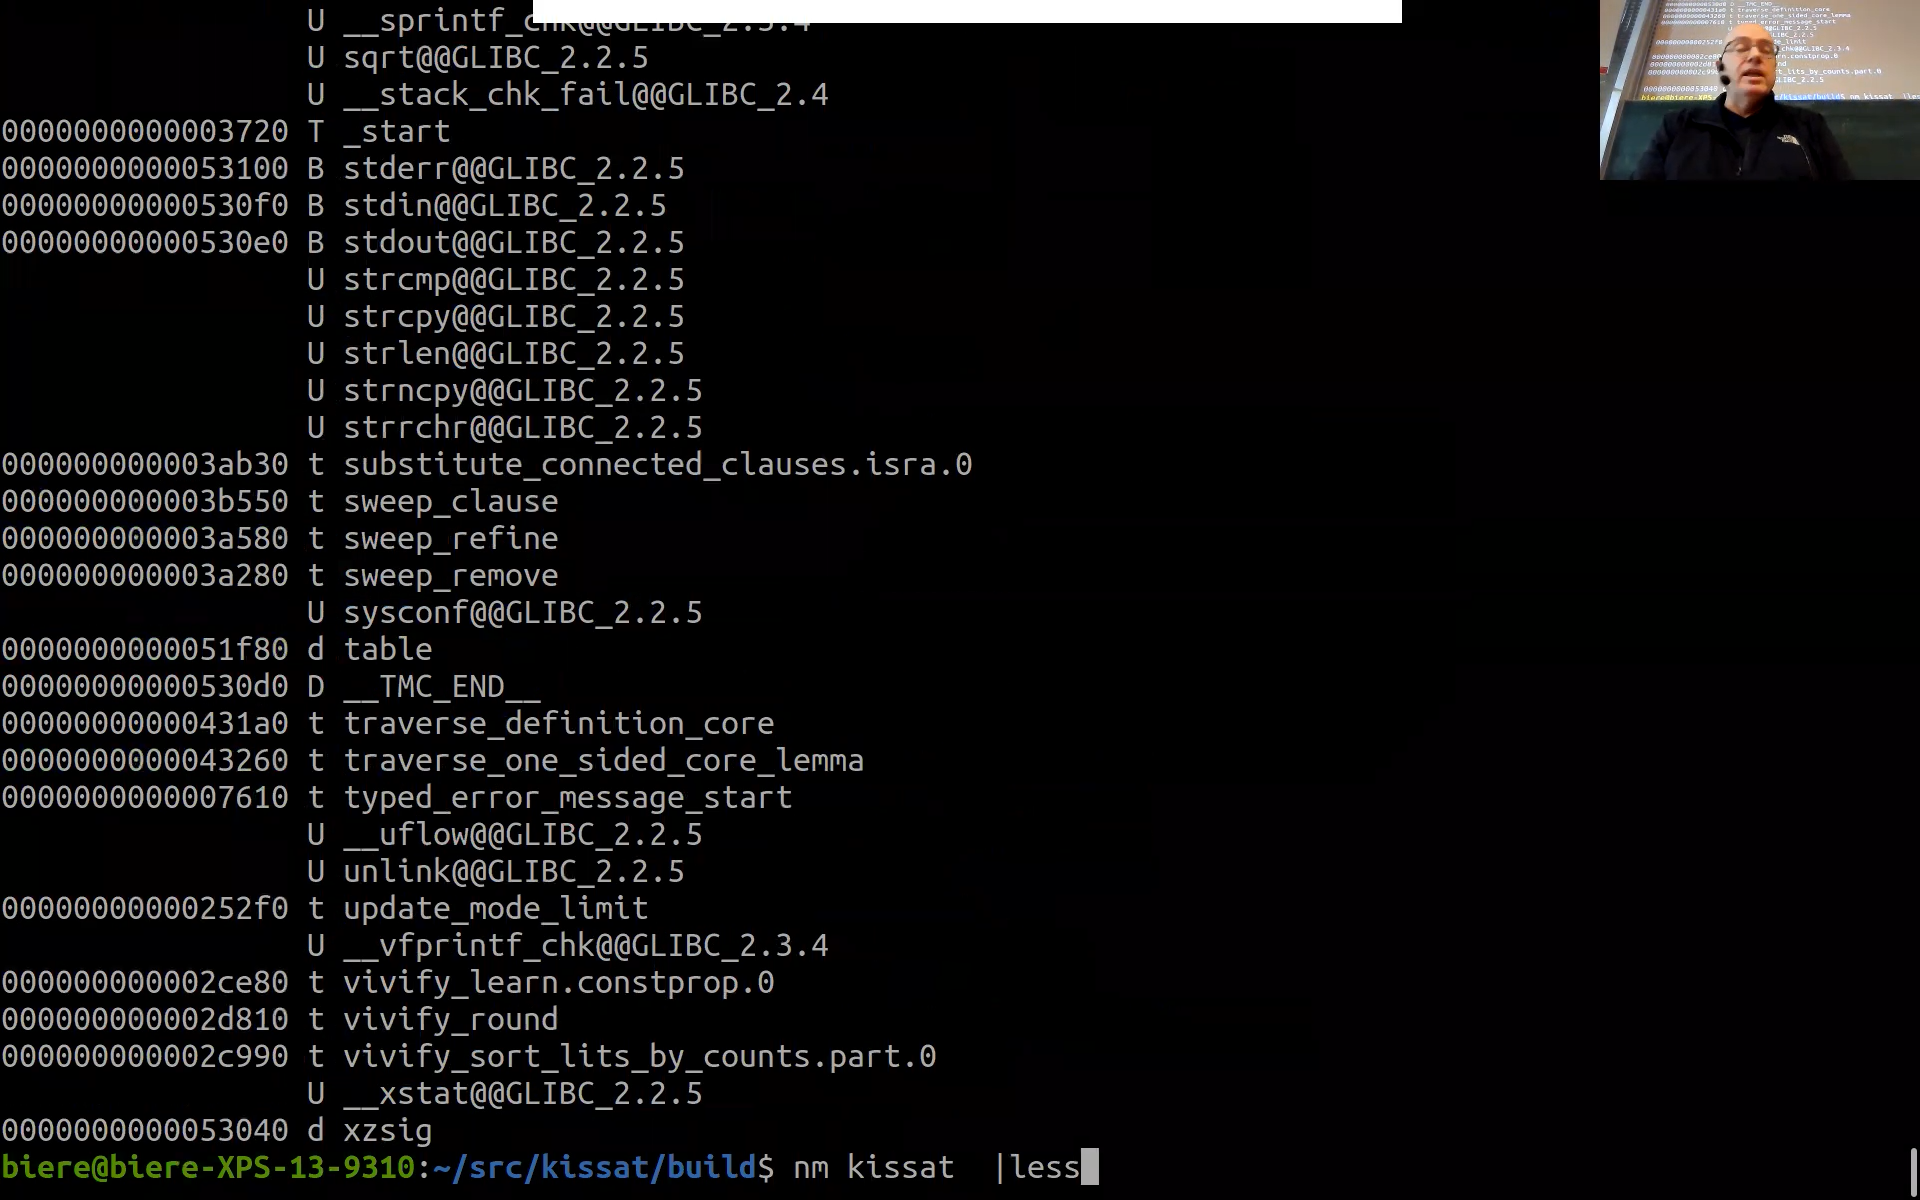 U __sprintf_chk@@GLIBC_2.3.4
U sqrt@@GLIBC_2.2.5
U __stack_chk_fail@@GLIBC_2.4
0000000000003720 T _start
0000000000053100 B stderr@@GLIBC_2.2.5
00000000000530f0 B stdin@@GLIBC_2.2.5
00000000000530e0 B stdout@@GLIBC_2.2.5
U strcmp@@GLIBC_2.2.5
U strcpy@@GLIBC_2.2.5
U strlen@@GLIBC_2.2.5
U strncpy@@GLIBC_2.2.5
U strrchr@@GLIBC_2.2.5
000000000003ab30 t substitute_connected_clauses.isra.0
000000000003b550 t sweep_clause
000000000003a580 t sweep_refine
000000000003a280 t sweep_remove
U sysconf@@GLIBC_2.2.5
0000000000051f80 d table
00000000000530d0 D __TMC_END__
00000000000431a0 t traverse_definition_core
0000000000043260 t traverse_one_sided_core_lemma
0000000000007610 t typed_error_message_start
U __uflow@@GLIBC_2.2.5
U unlink@@GLIBC_2.2.5
00000000000252f0 t update_mode_limit
U __vfprintf_chk@@GLIBC_2.3.4
000000000002ce80 t vivify_learn.constprop.0
000000000002d810 t vivify_round
000000000002c990 t vivify_sort_lits_by_counts.part.0
U __xstat@@GLIBC_2.2.5
0000000000053040 d xzsig
biere@biere-XPS-13-9310:~/src/kissat/build$ nm kissat  |less